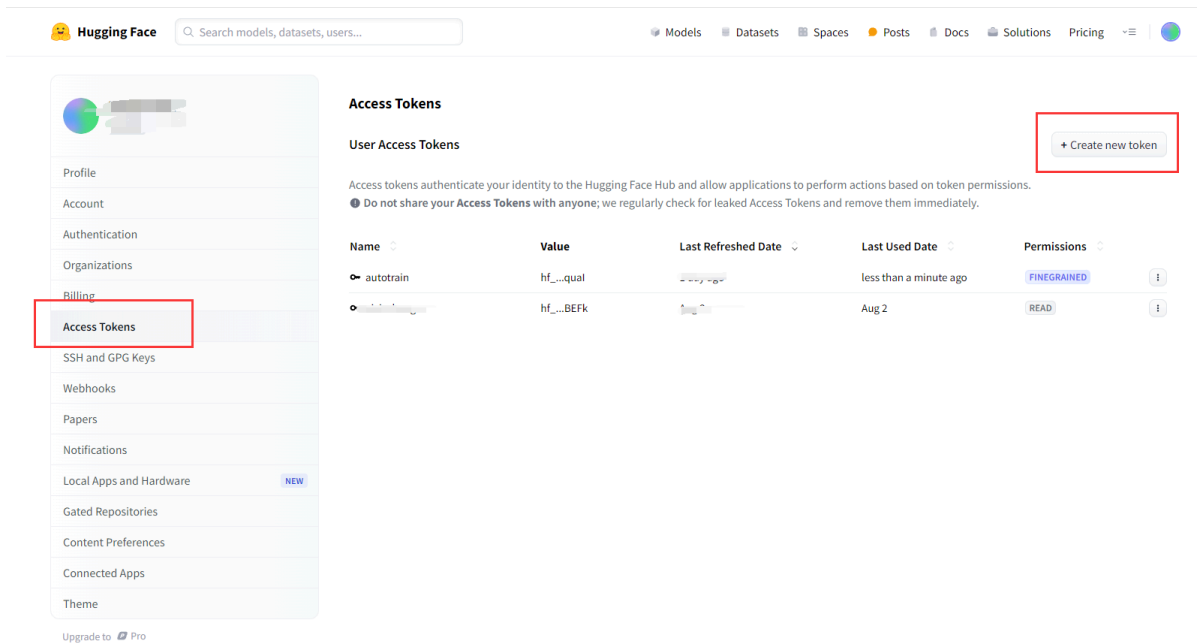 Hugging Face Search models, datasets, users... Models Datasets Spaces Posts Docs Solutions Pricing
Profile
Account
Authentication
Organizations
Billing
Access Tokens
SSH and GPG Keys
Webhooks
Papers
Notifications
Local Apps and Hardware NEW
Gated Repositories
Content Preferences
Connected Apps
Theme
Upgrade to Pro
Access Tokens
User Access Tokens
+ Create new token
Access tokens authenticate your identity to the Hugging Face Hub and allow applications to perform actions based on token permissions.
Do not share your Access Tokens with anyone; we regularly check for leaked Access Tokens and remove them immediately.
Name Value Last Refreshed Date Last Used Date Permissions
autotrain hf_...quaI less than a minute ago FINEGRAINED
hf_...BEFk Aug 2 READ